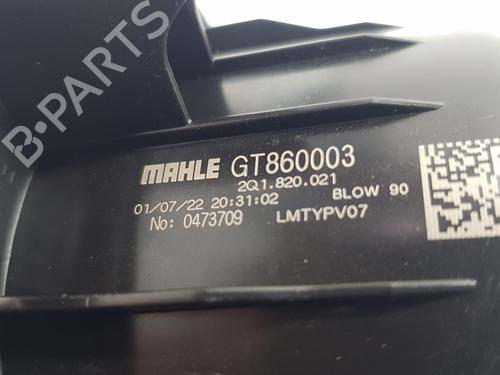 B-PARTS
MAHLE GT860003
2Q1.820.021
01/07/22 20:31:02 BLOW 90
No: 0473709 LMTYPV07